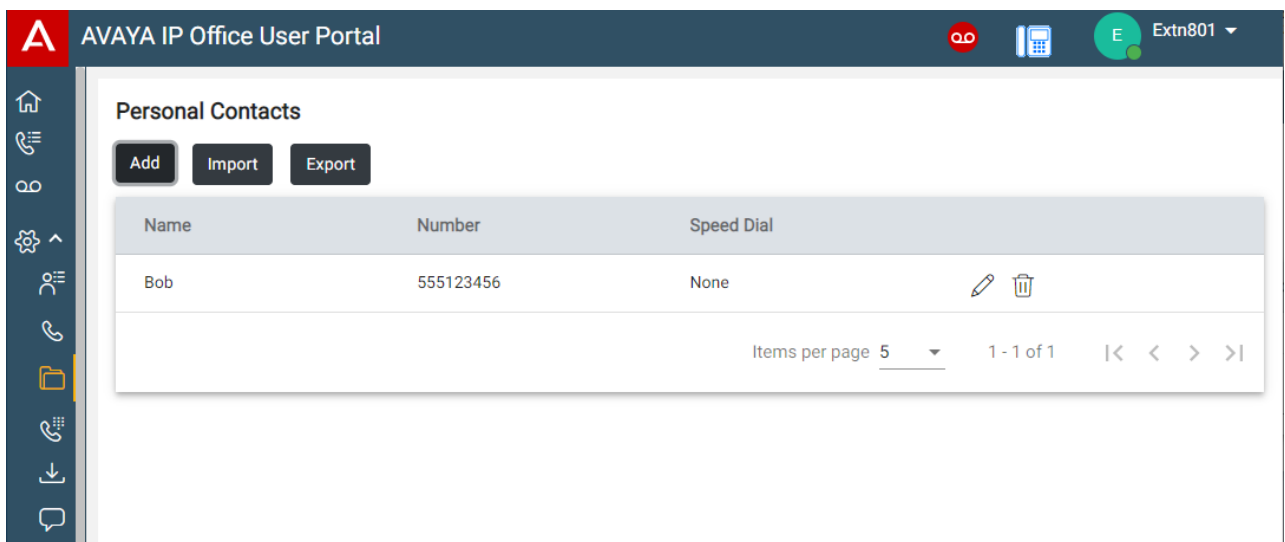 AVAYA IP Office User Portal
E
Extn801
Personal Contacts
Add Import Export
Name Number Speed Dial
Bob 555123456 None
Items per page 5 1 - 1 of 1